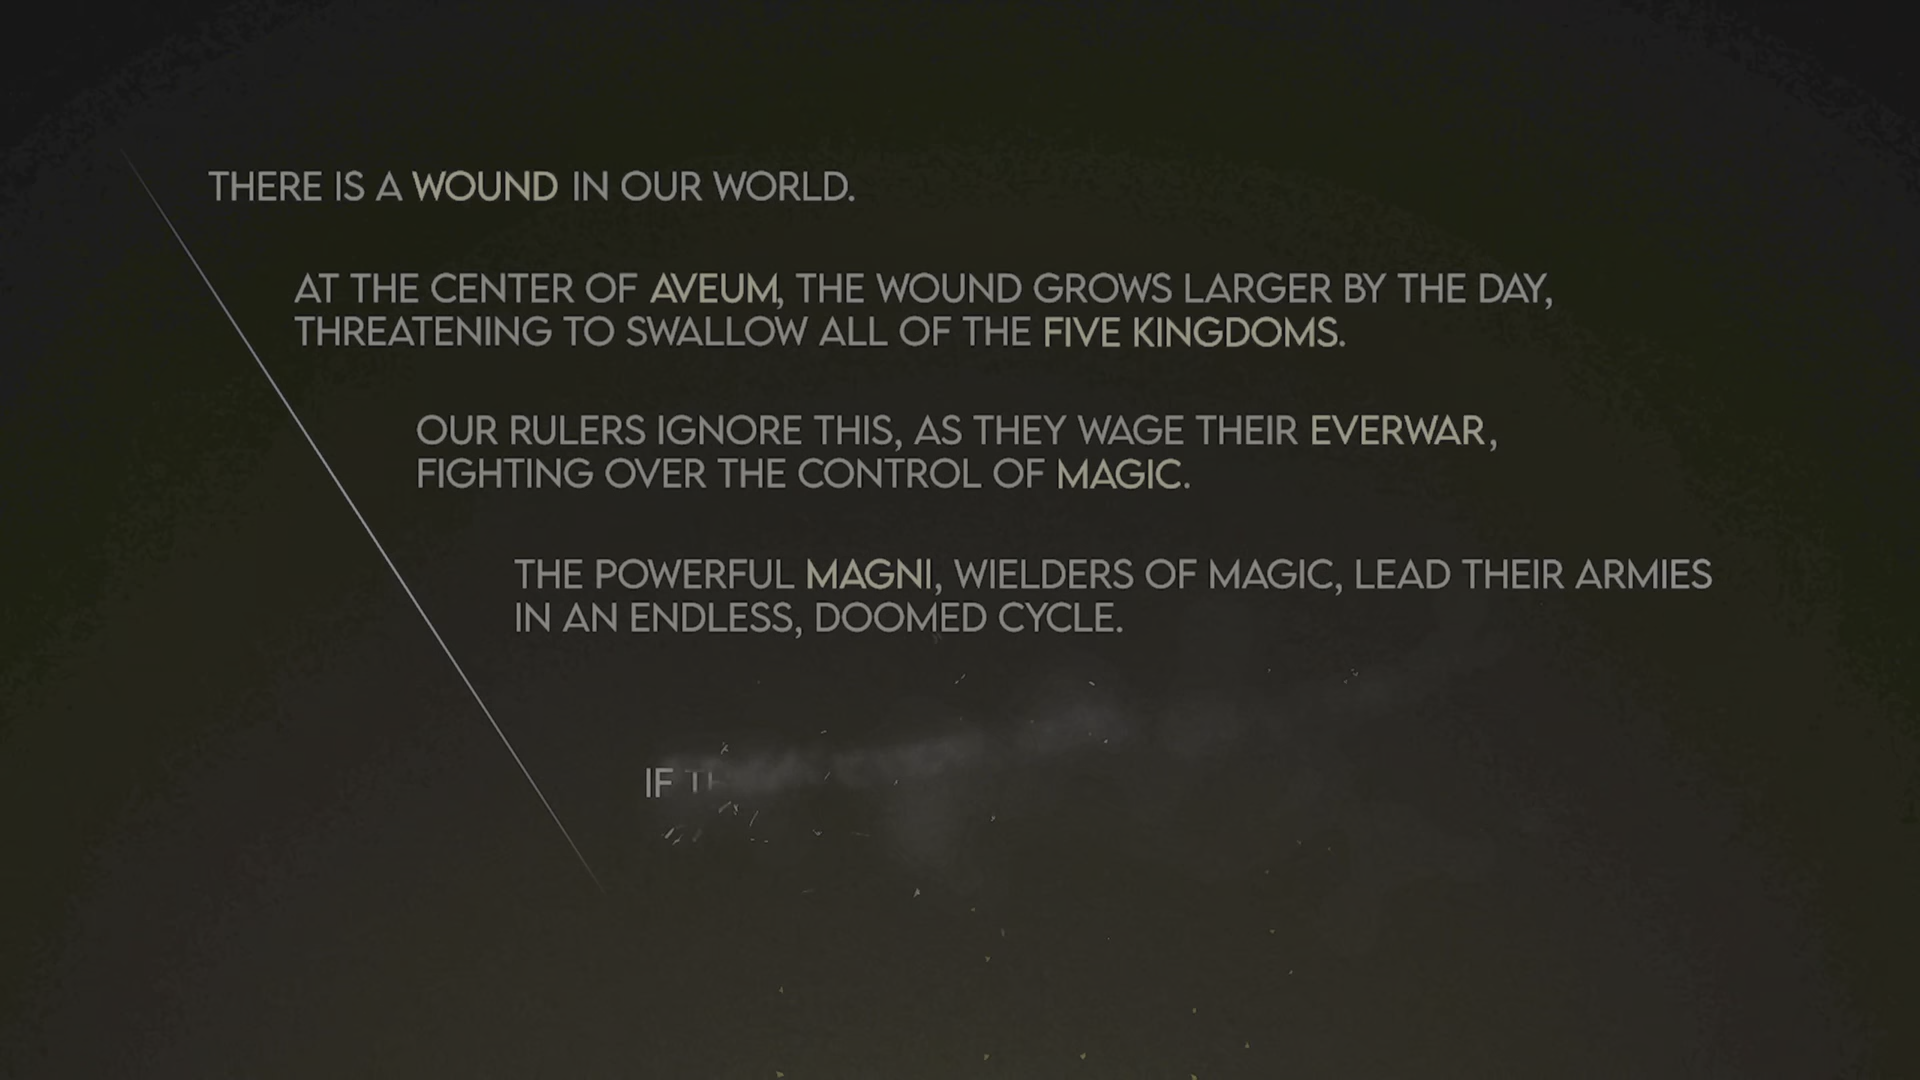 THERE IS A WOUND IN OUR WORLD.
AT THE CENTER OF AVEUM, THE WOUND GROWS LARGER BY THE DAY,
THREATENING TO SWALLOW ALL OF THE FIVE KINGDOMS.
OUR RULERS IGNORE THIS, AS THEY WAGE THEIR EVERWAR,
FIGHTING OVER THE CONTROL OF MAGIC.
THE POWERFUL MAGNI, WIELDERS OF MAGIC, LEAD THEIR ARMIES
IN AN ENDLESS, DOOMED CYCLE.
IF